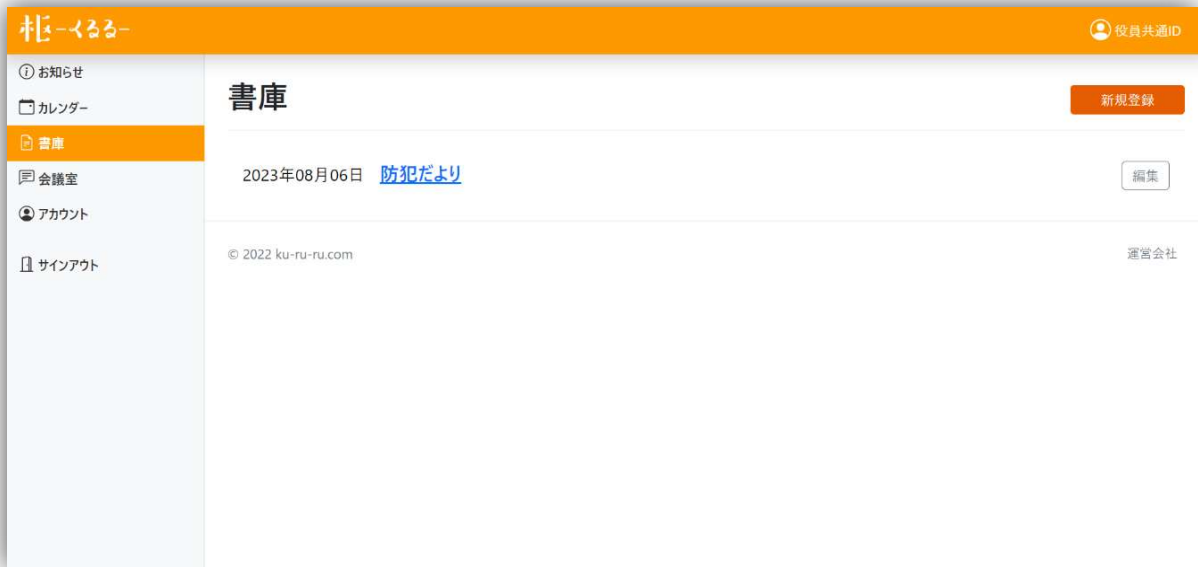 枢-くるる-
役員共通ID
お知らせ
カレンダー
書庫
会議室
アカウント
サインアウト
書庫
新規登録
2023年08月06日 防犯だより
編集
© 2022 ku-ru-ru.com
運営会社